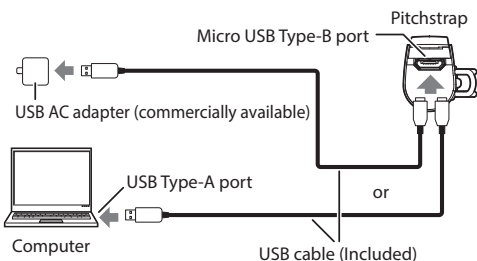 Pitchstrap
Micro USB Type-B port
USB AC adapter (commercially available)
USB Type-A port
or
Computer
USB cable (Included)